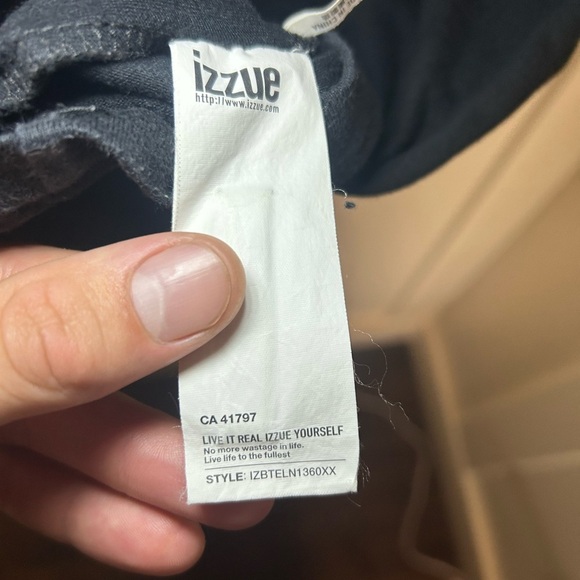 izzue
http://www.izzue.com
CA 41797
LIVE IT REAL IZZUE YOURSELF
No more wastage in life.
Live life to the fullest
STYLE: IZBTELN1360XX